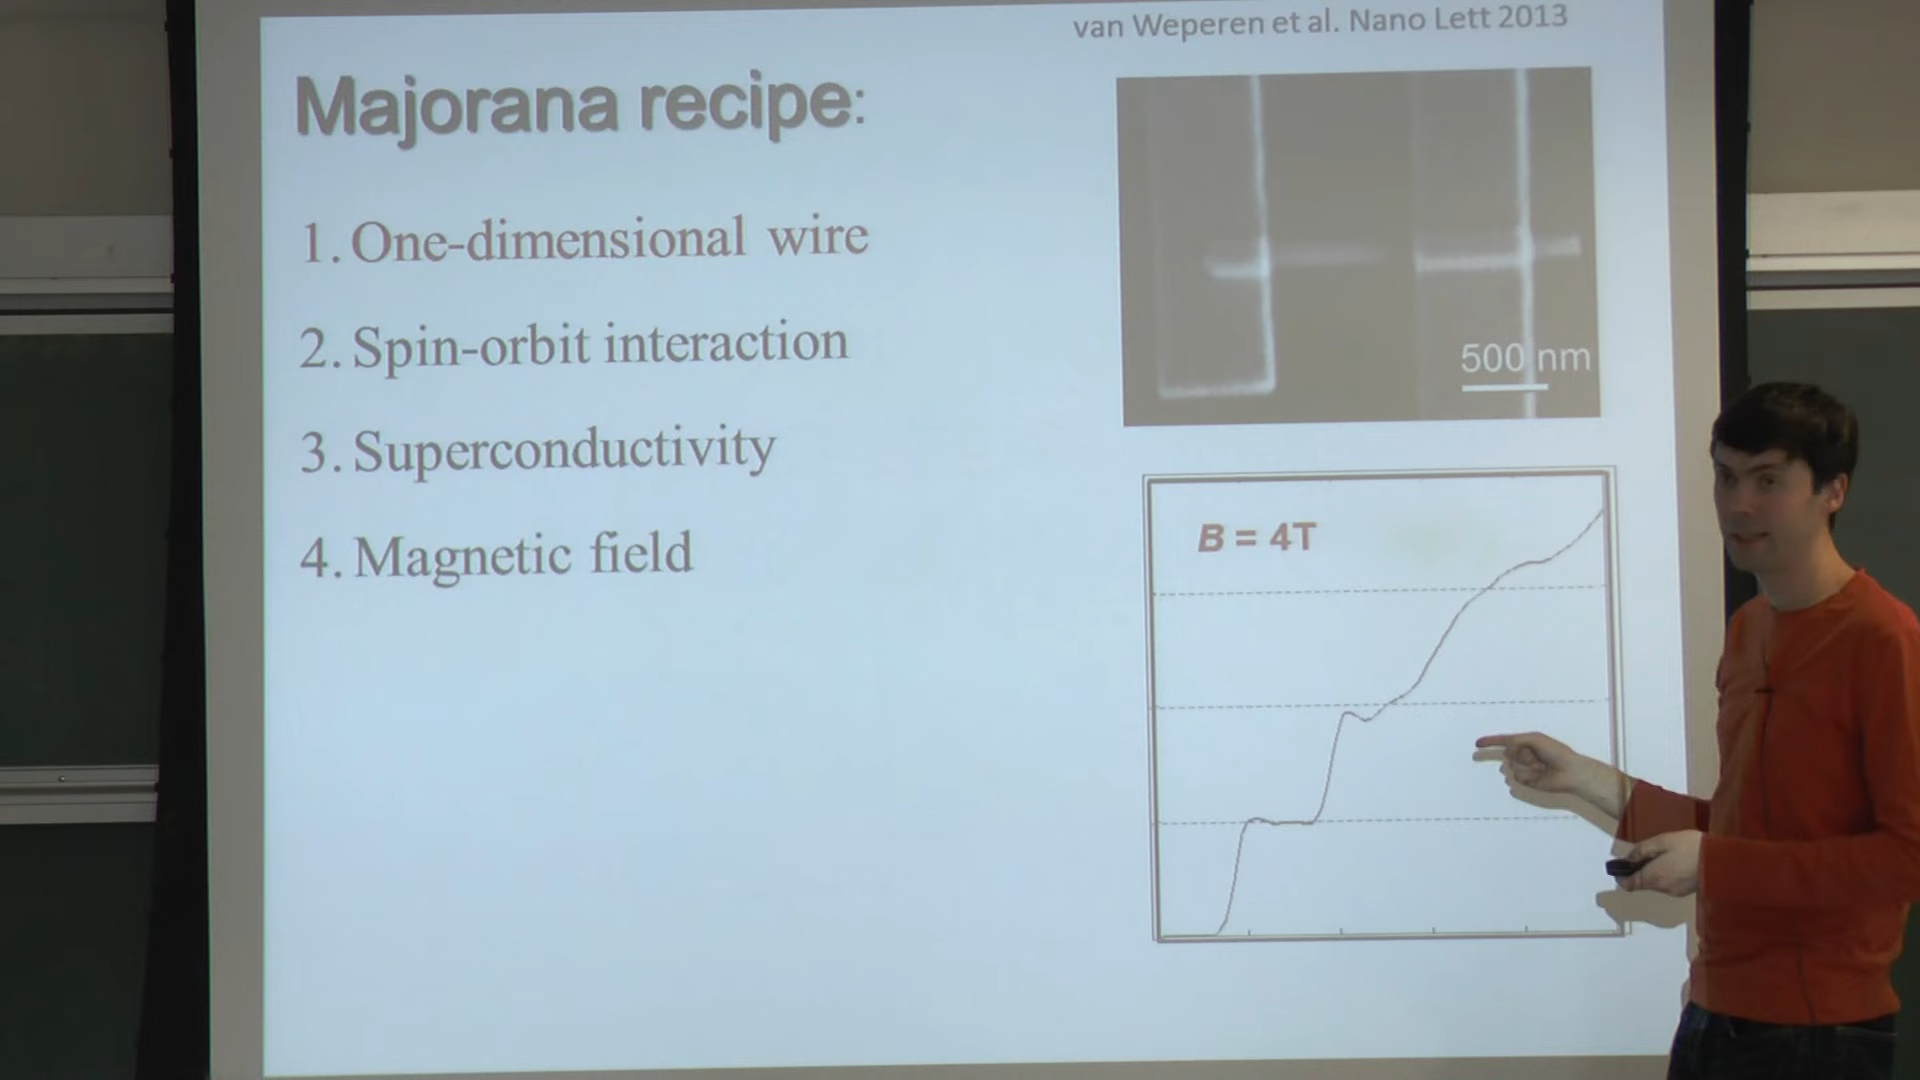 van Weperen et al. Nano Lett 2013
Majorana recipe:
1. One-dimensional wire
2. Spin-orbit interaction
3. Superconductivity
4. Magnetic field
500 nm
B = 4T